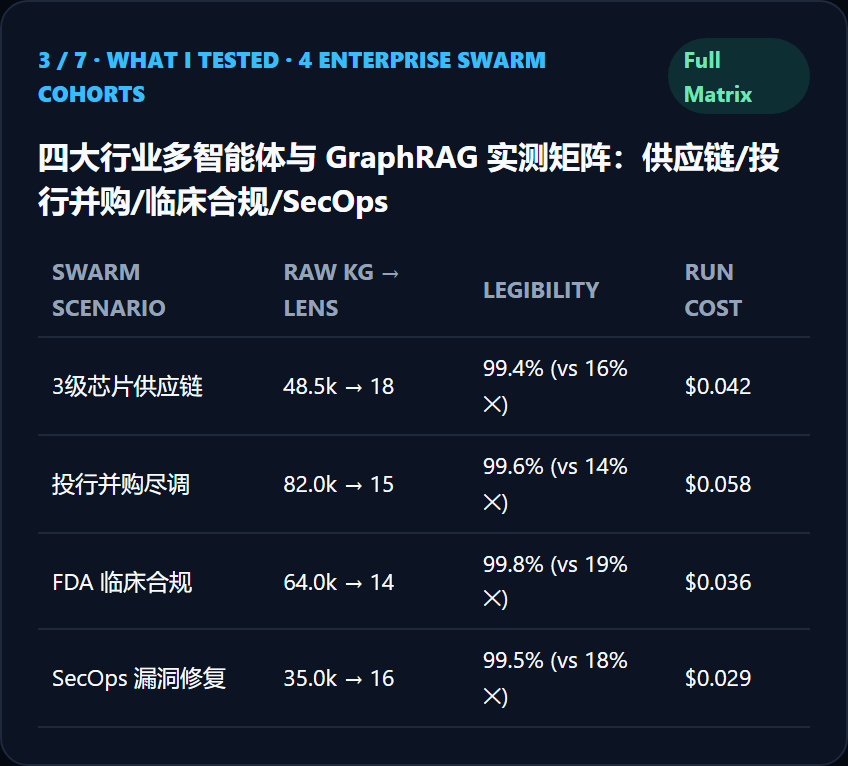 3 / 7 · WHAT I TESTED · 4 ENTERPRISE SWARM
COHORTS
Full
Matrix
四大行业多智能体与 GraphRAG 实测矩阵：供应链/投
行并购/临床合规/SecOps
SWARM
SCENARIO
RAW KG →
LENS
LEGIBILITY
RUN
COST
3级芯片供应链
48.5k → 18
99.4% (vs 16%
✕)
$0.042
投行并购尽调
82.0k → 15
99.6% (vs 14%
✕)
$0.058
FDA 临床合规
64.0k → 14
99.8% (vs 19%
✕)
$0.036
SecOps 漏洞修复
35.0k → 16
99.5% (vs 18%
✕)
$0.029